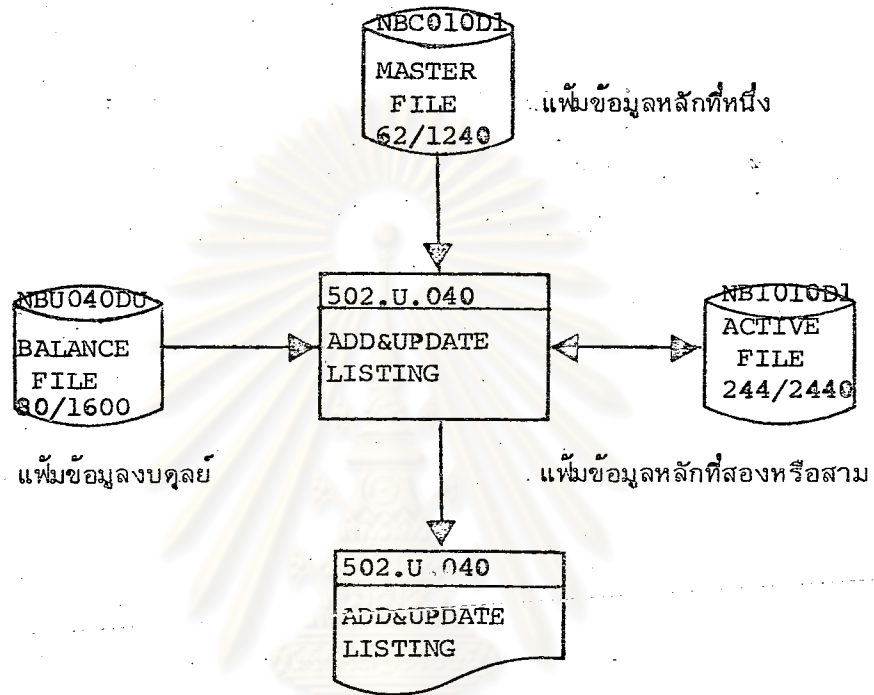 NBC010D1
MASTER
FILE
62/1240
แฟ้มข้อมูลหลักที่หนึ่ง
NBU040DU
BALANCE
FILE
80/1600
แฟ้มข้อมูลงบดุลย์
502.U.040
ADD&UPDATE
LISTING
NB1010D1
ACTIVE
FILE
244/2440
แฟ้มข้อมูลหลักที่สองหรือสาม
502.U.040
ADD&UPDATE
LISTING